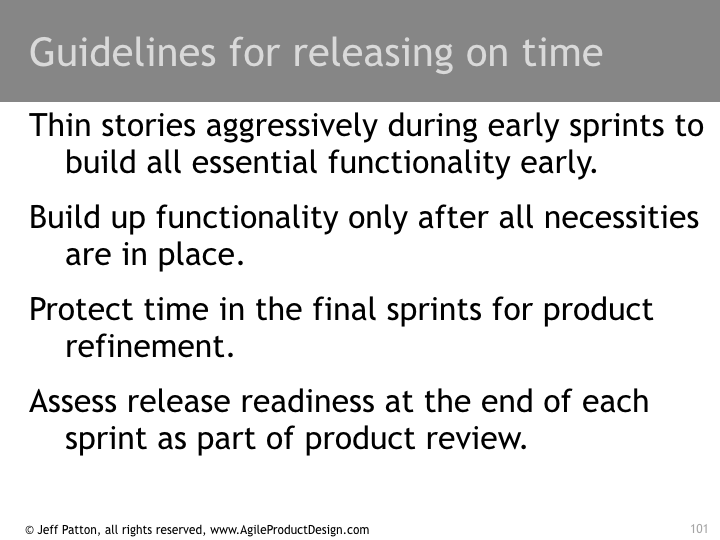 Guidelines for releasing on time
Thin stories aggressively during early sprints to
build all essential functionality early.
Build up functionality only after all necessities
are in place.
Protect time in the final sprints for product
refinement.
Assess release readiness at the end of each
sprint as part of product review.
© Jeff Patton, all rights reserved, www.AgileProductDesign.com
101